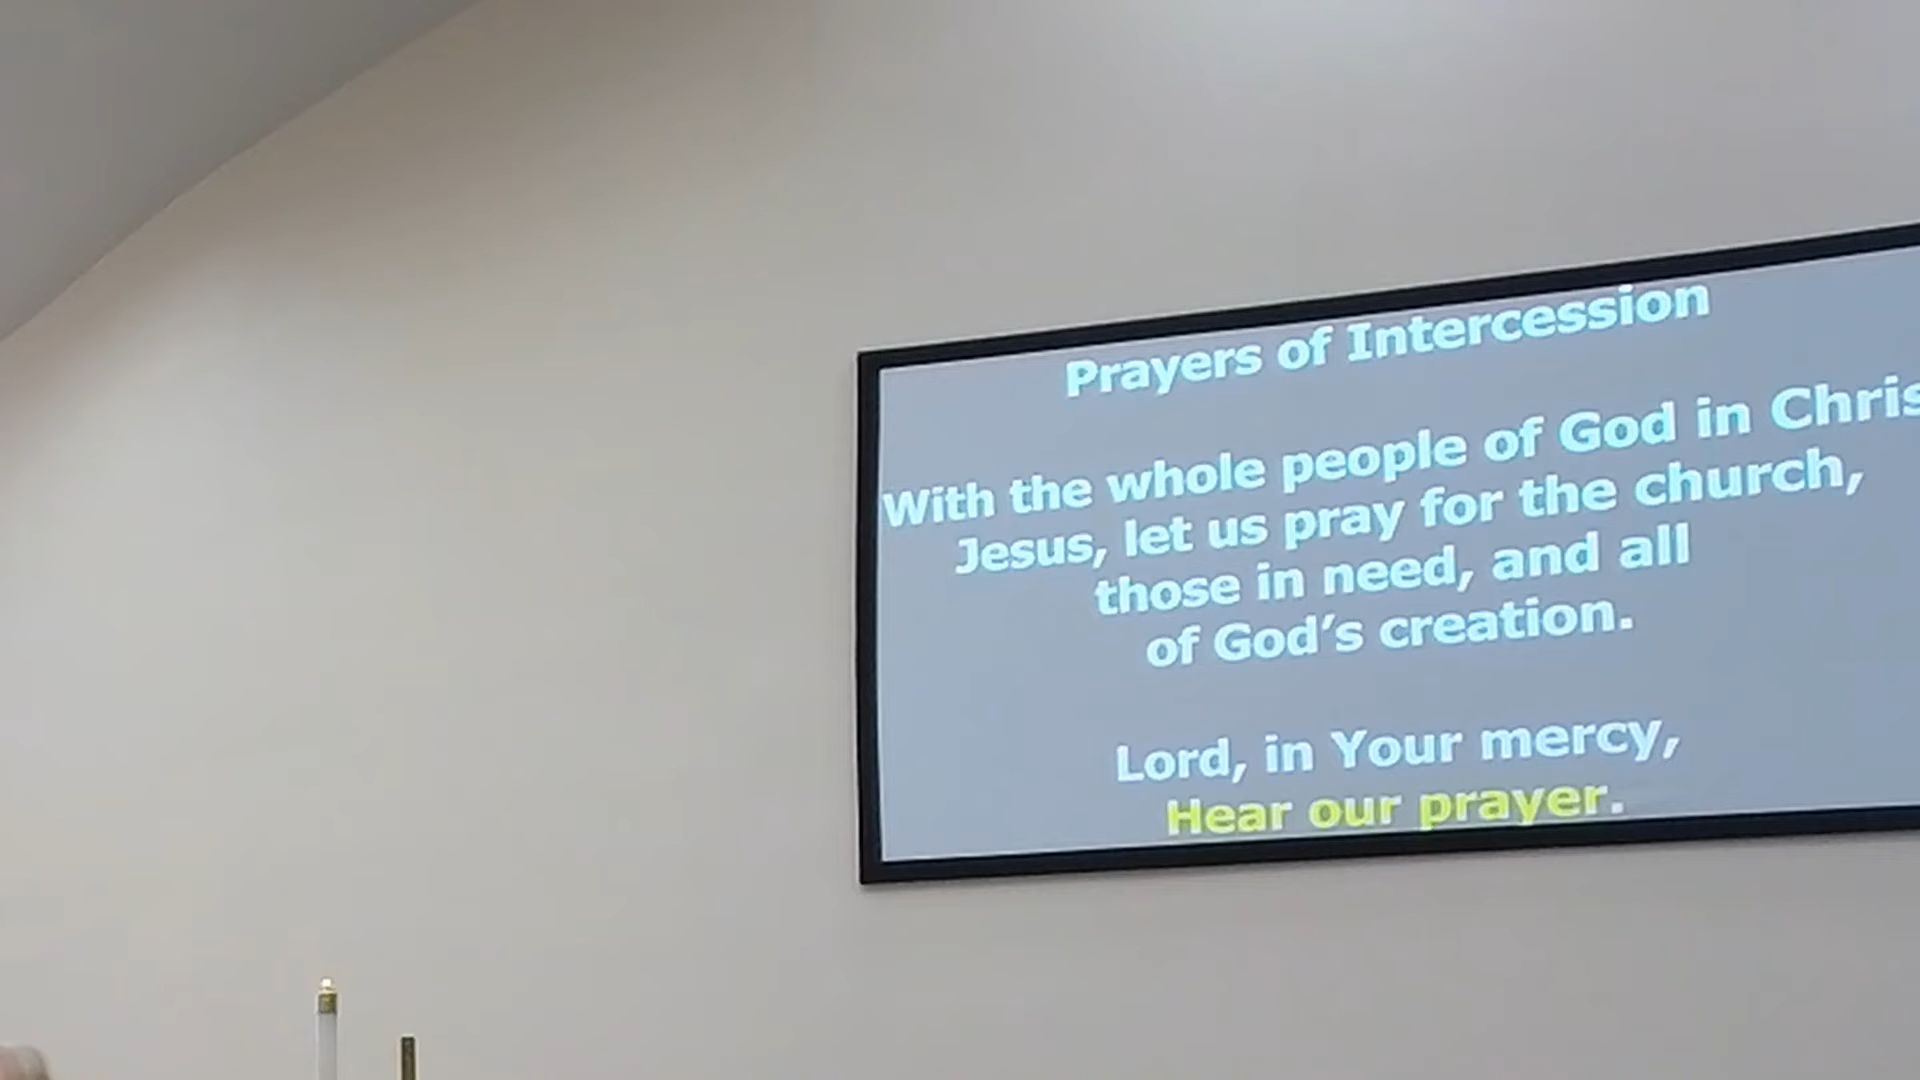 Prayers of Intercession
With the whole people of God in Chris
Jesus, let us pray for the church,
those in need, and all
of God's creation.
Lord, in Your mercy,
Hear our prayer.